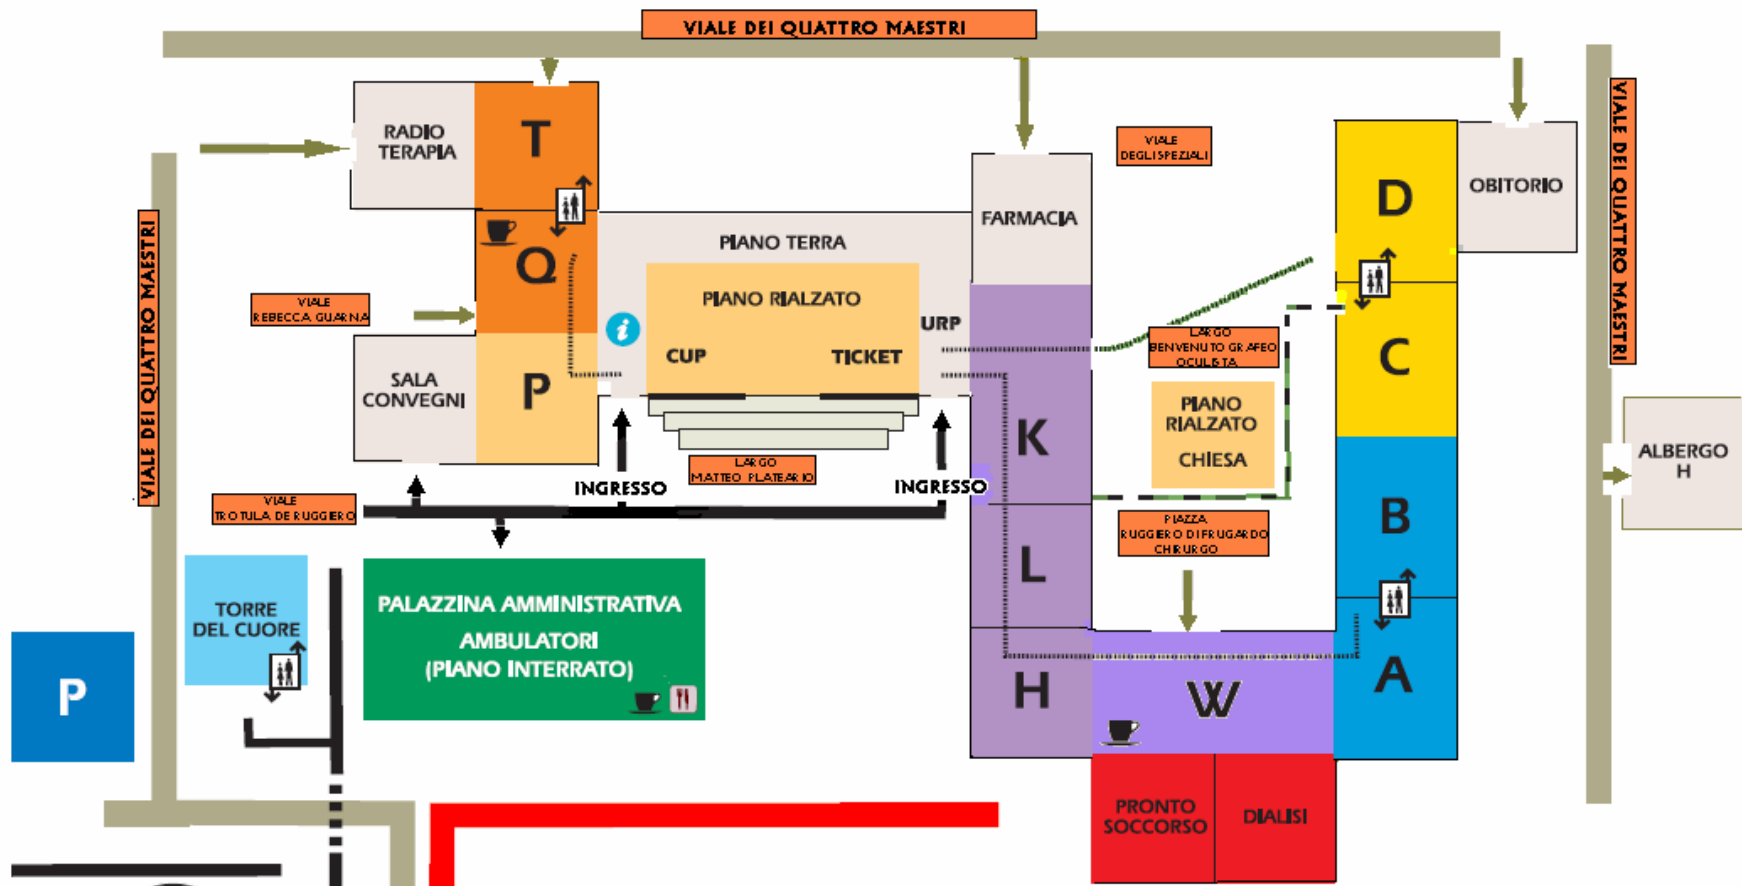 VIALE DEI QUATTRO MAESTRI
RADIO
TERAPIA
T
VIALE
DEGLI SPEZIALI
D
OBITORIO
VIALE DEI QUATTRO MAESTRI
FARMACIA
PIANO TERRA
Q
VIALE DEI QUATTRO MAESTRI
VIALE
REBECCA GUARNA
i
PIANO RIALZATO
URP
CUP
TICKET
LARGO
BENVENUTO GRAFEO
OCULISTA
C
SALA
CONVEGNI
P
PIANO
RIALZATO
CHIESA
K
ALBERGO
H
LARGO
MATTEO PLATEARIO
INGRESSO
INGRESSO
VIALE
TROTULA DE RUGGIERO
PIAZZA
RUGGIERO DI FRUGARDO
CHIRURGO
B
L
TORRE
DEL CUORE
PALAZZINA AMMINISTRATIVA
AMBULATORI
(PIANO INTERRATO)
P
H
W
A
PRONTO
SOCCORSO
DIALISI